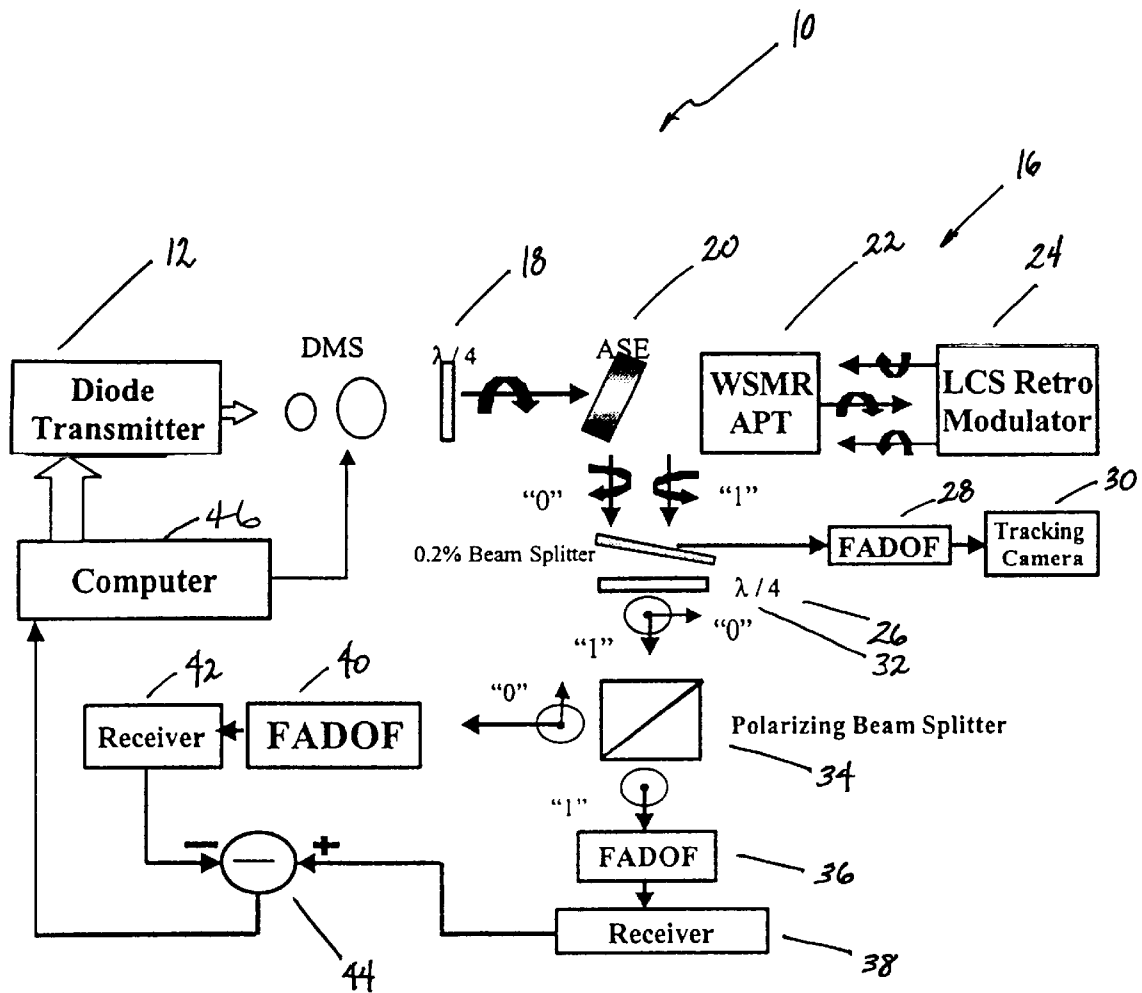 10
16
12
18
20
22
24
DMS
λ / 4
ASE
Diode
Transmitter
WSMR
APT
LCS Retro
Modulator
"0"
"1"
28
30
46
0.2% Beam Splitter
FADOF
Tracking
Camera
Computer
λ / 4
26
"0"
"1"
32
42
40
"0"
Receiver
FADOF
Polarizing Beam Splitter
34
"1"
− +
−
FADOF
36
Receiver
38
44